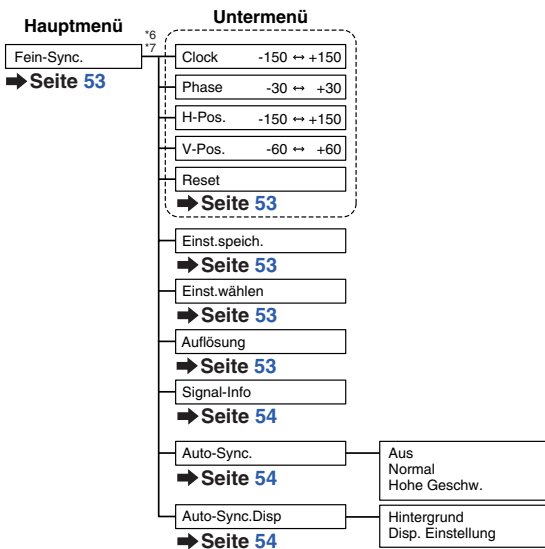 Hauptmenü
Untermenü
*6
*7
Fein-Sync.
➡Seite 53
Clock -150 ↔ +150
Phase -30 ↔ +30
H-Pos. -150 ↔ +150
V-Pos. -60 ↔ +60
Reset
➡Seite 53
Einst.speich.
➡Seite 53
Einst.wählen
➡Seite 53
Auflösung
➡Seite 53
Signal-Info
➡Seite 54
Auto-Sync.
➡Seite 54
Aus
Normal
Hohe Geschw.
Auto-Sync.Disp
➡Seite 54
Hintergrund
Disp. Einstellung